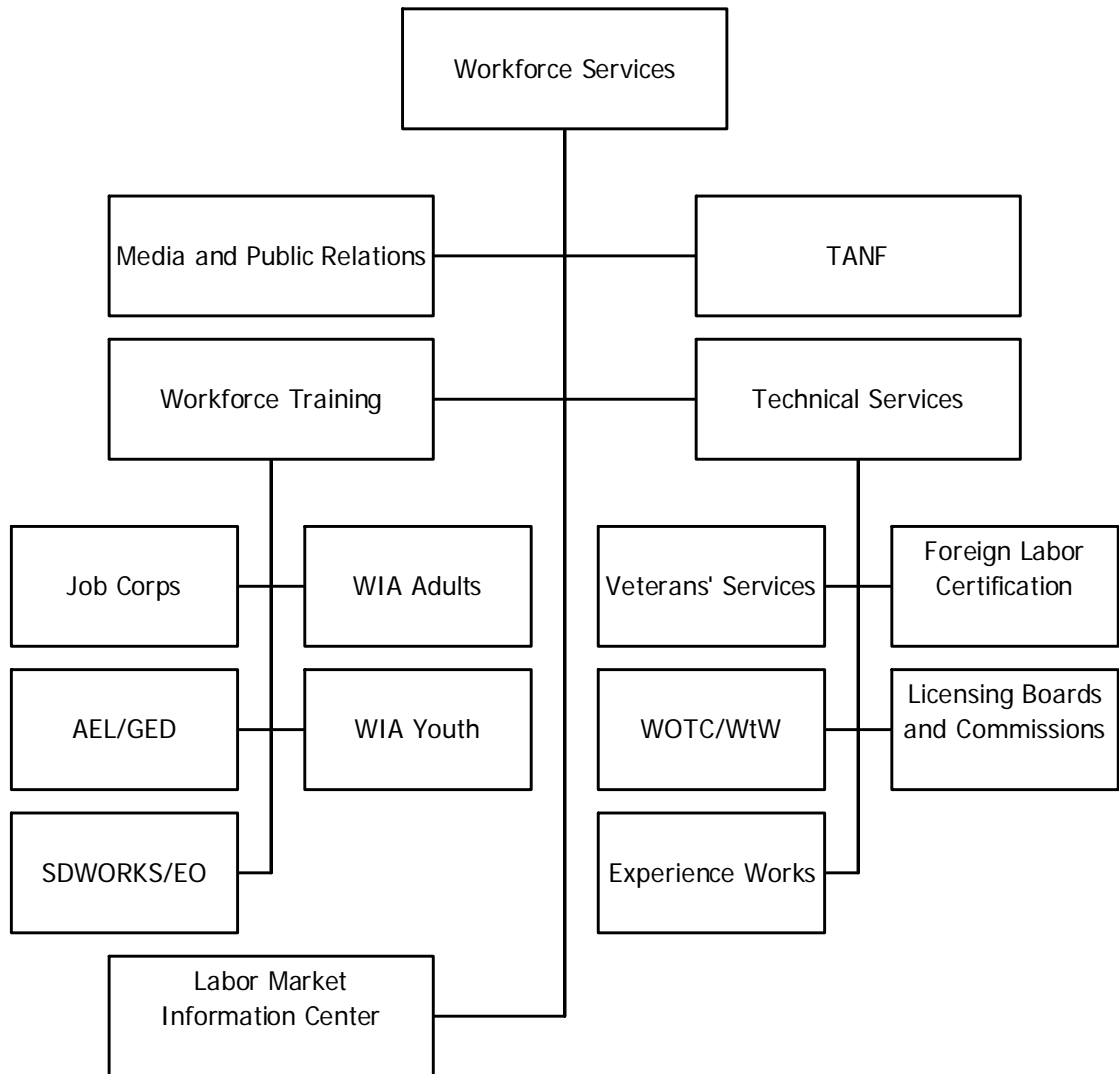 Workforce Services
Media and Public Relations
TANF
Workforce Training
Technical Services
Job Corps
WIA Adults
Veterans' Services
Foreign Labor
Certification
AEL/GED
WIA Youth
WOTC/WtW
Licensing Boards
and Commissions
SDWORKS/EO
Experience Works
Labor Market
Information Center